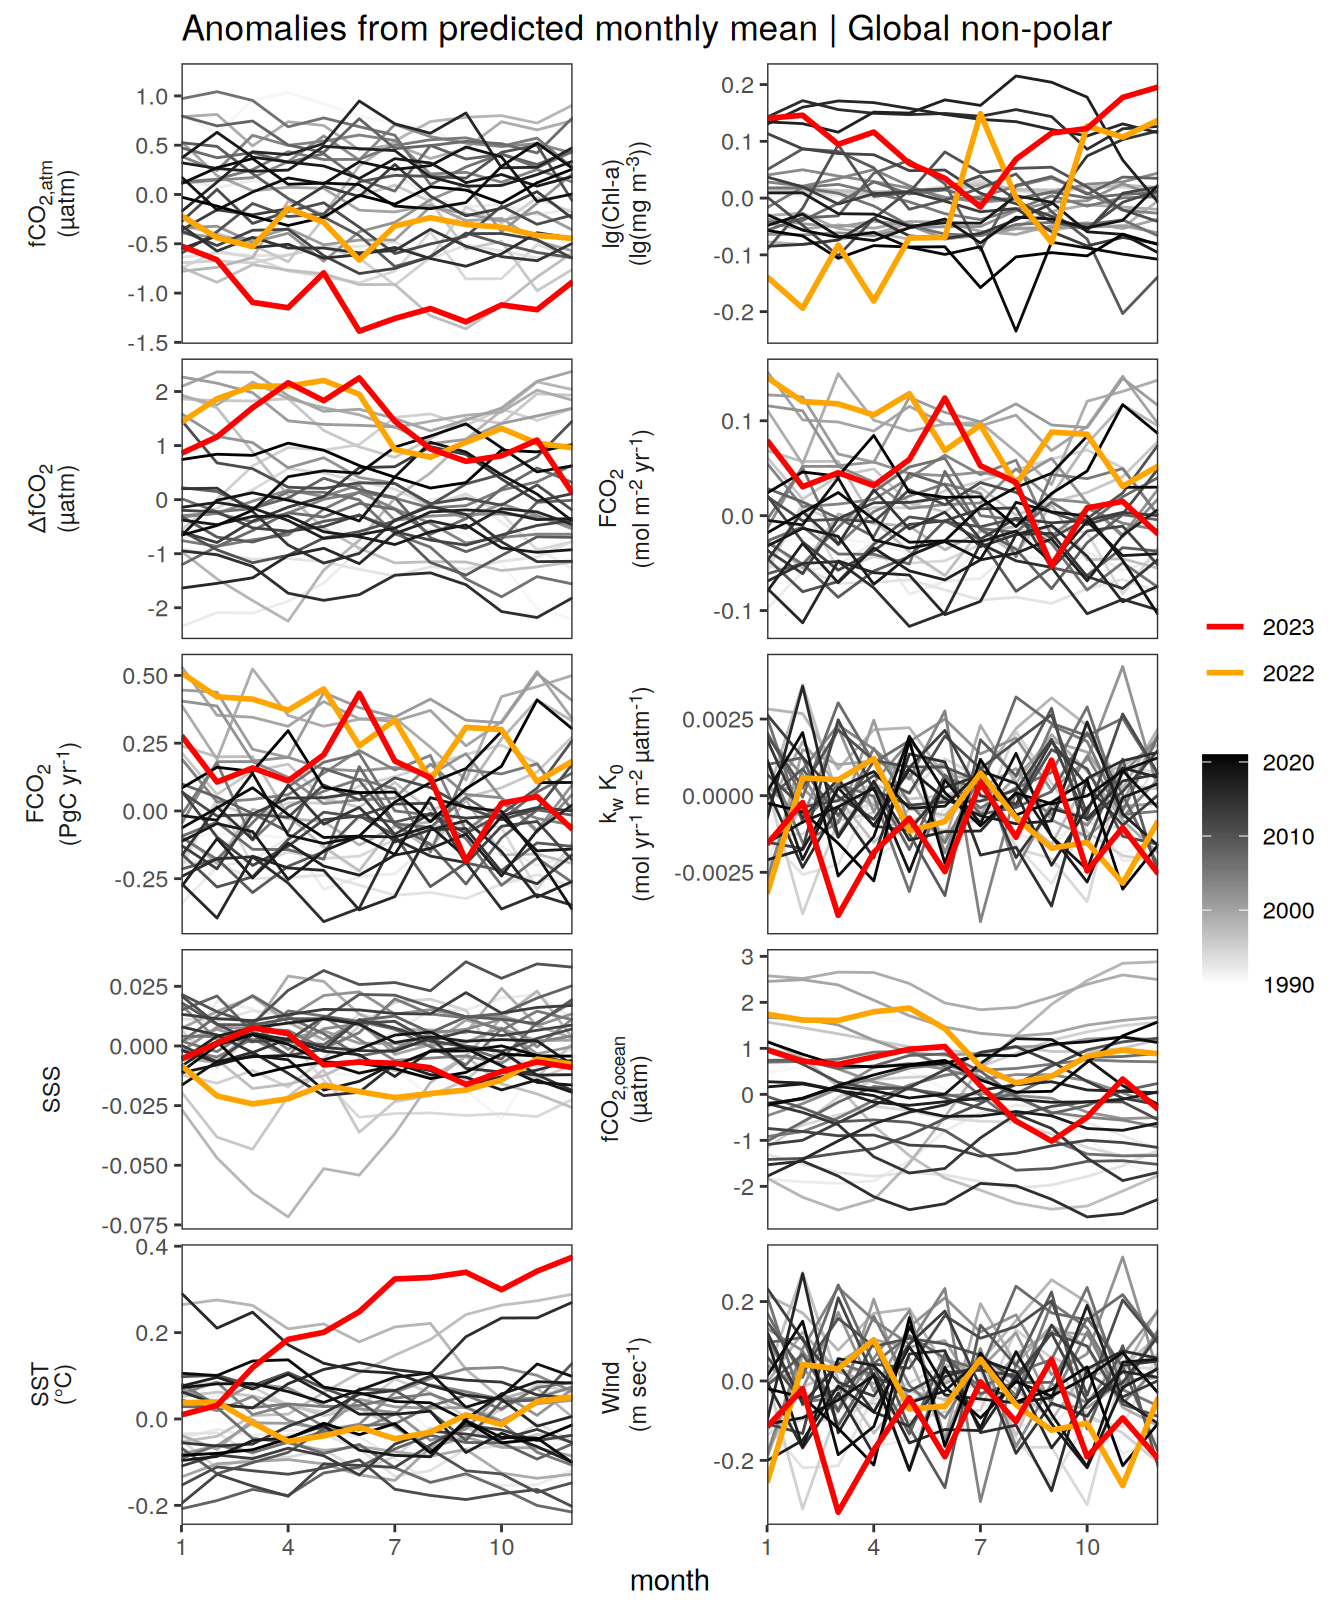 Anomalies from predicted monthly mean | Global non-polar
fCO2,atm
(µatm)
1.0
0.5
0.0
-0.5
-1.0
-1.5
lg(Chl-a)
(lg(mg m-3))
0.2
0.1
0.0
-0.1
-0.2
ΔfCO2
(µatm)
2
1
0
-1
-2
FCO2
(mol m-2 yr-1)
0.1
0.0
-0.1
FCO2
(PgC yr-1)
0.50
0.25
0.00
-0.25
kw K0
(mol yr-1 m-2 µatm-1)
0.0025
0.0000
-0.0025
SSS
0.025
0.000
-0.025
-0.050
-0.075
fCO2,ocean
(µatm)
3
2
1
0
-1
-2
SST
(°C)
0.4
0.2
0.0
-0.2
Wind
(m sec-1)
0.2
0.0
-0.2
1 4 7 10
1 4 7 10
month
2023
2022
2020
2010
2000
1990